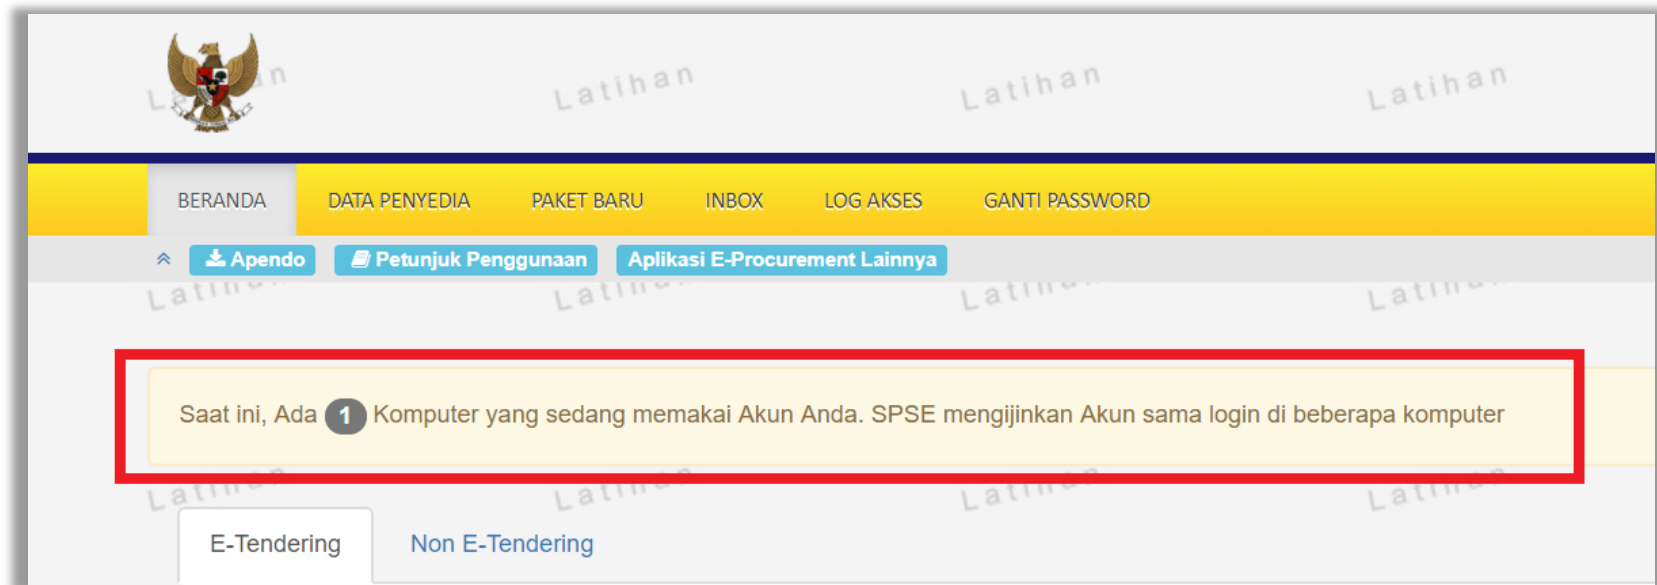 Latihan Latihan Latihan
BERANDA DATA PENYEDIA PAKET BARU INBOX LOG AKSES GANTI PASSWORD
Apendo Petunjuk Penggunaan Aplikasi E-Procurement Lainnya
Saat ini, Ada 1 Komputer yang sedang memakai Akun Anda. SPSE mengijinkan Akun sama login di beberapa komputer
E-Tendering Non E-Tendering